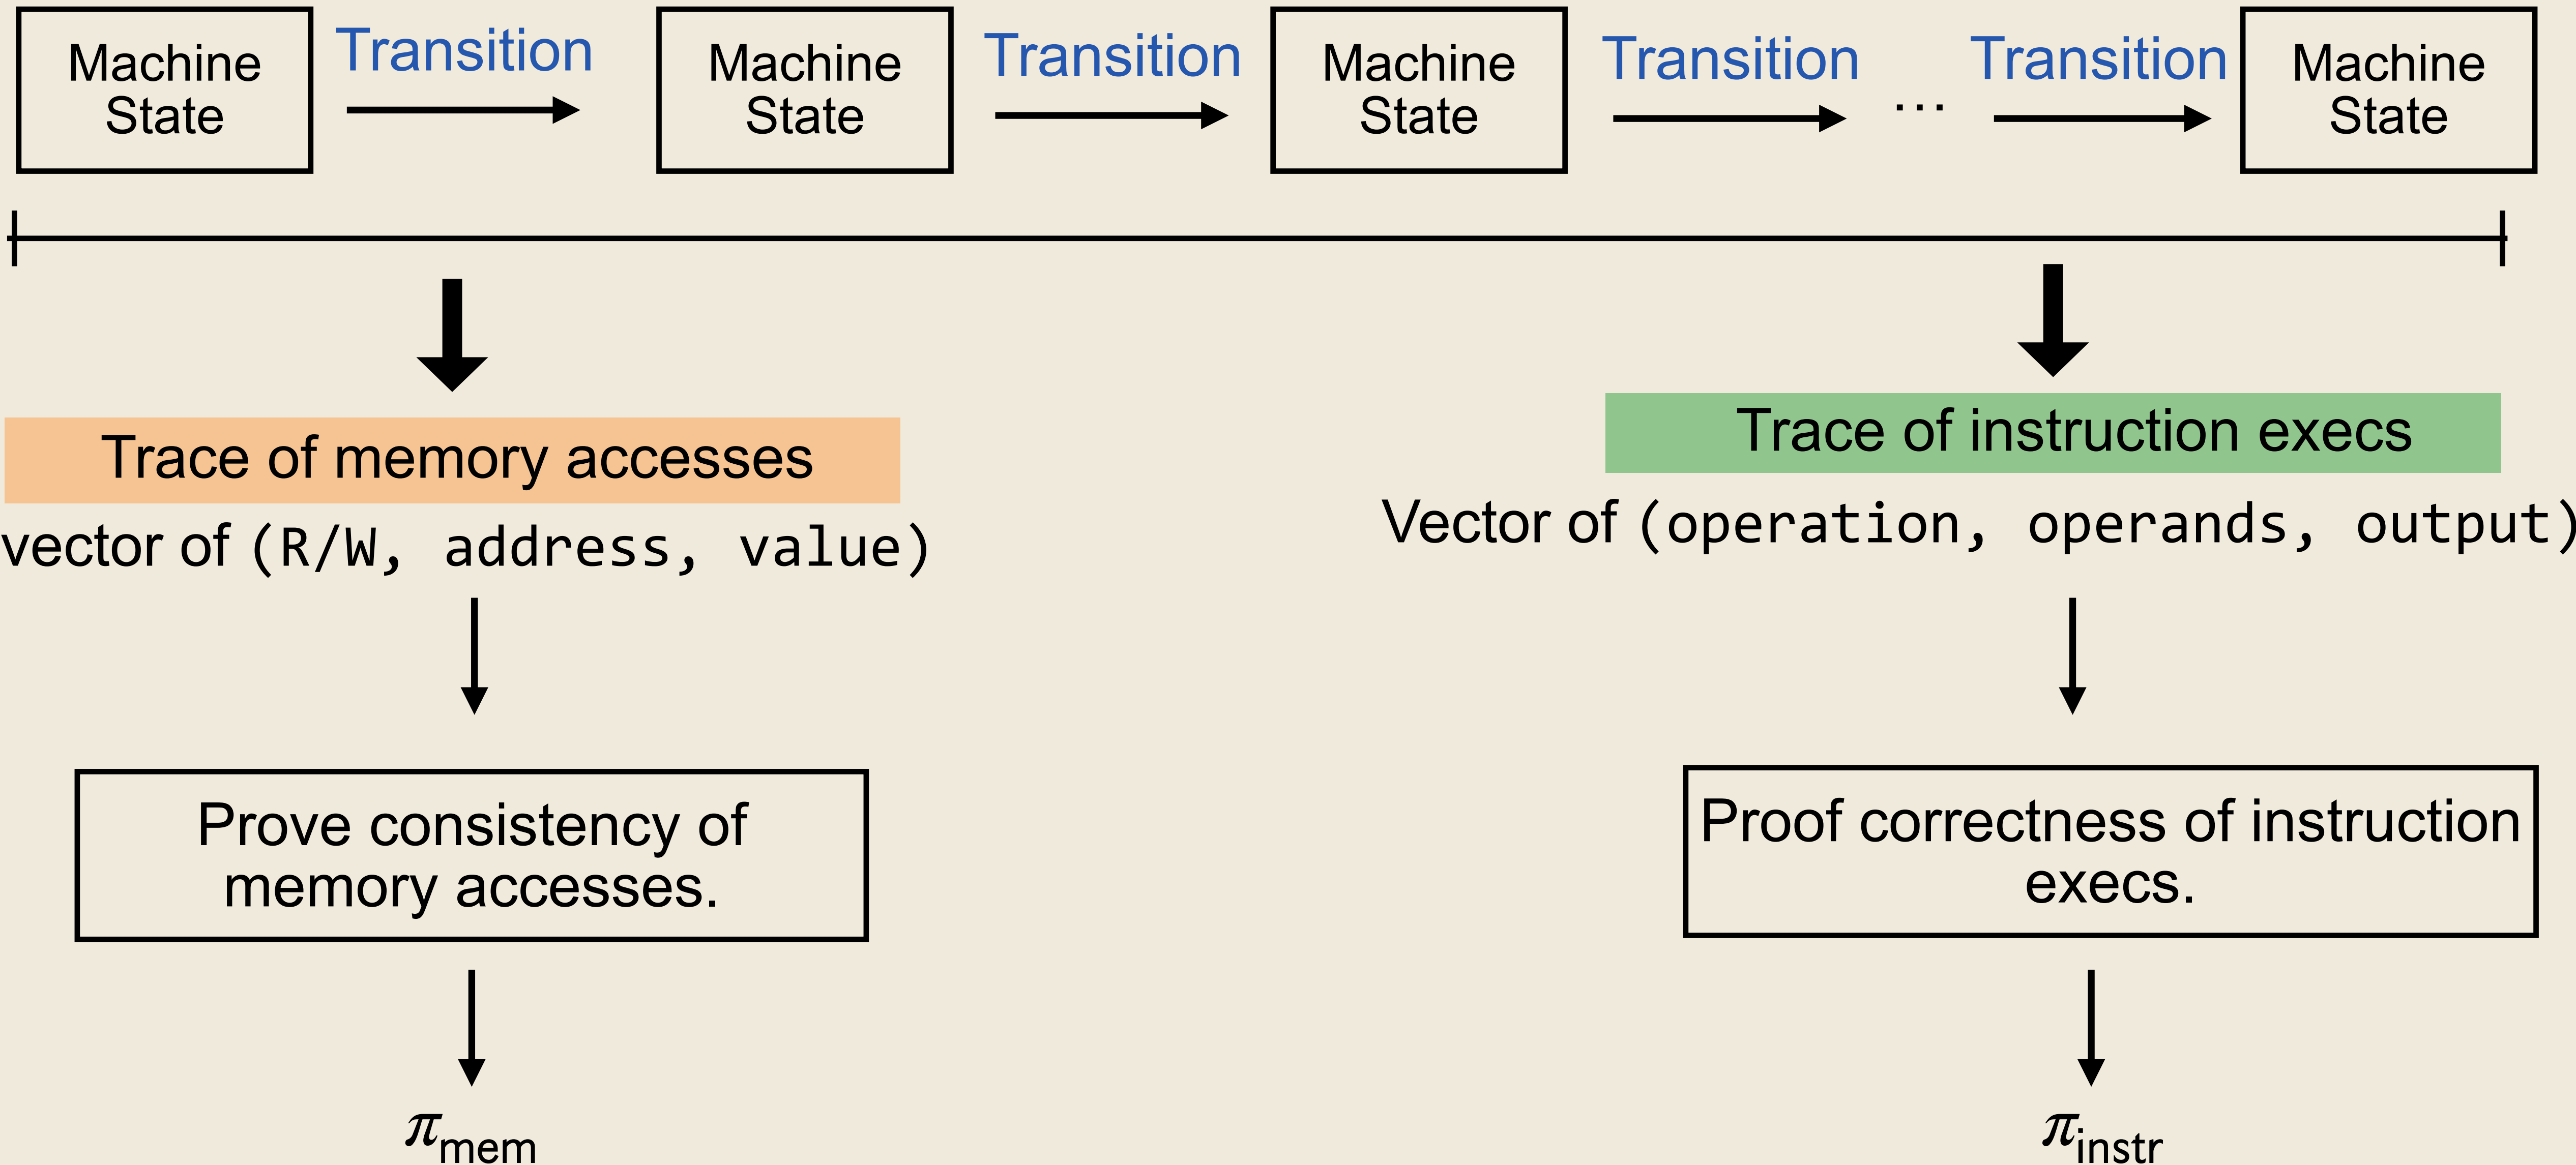 Machine
State
Transition
Machine
State
Transition
Machine
State
Transition
...
Transition
Machine
State
Trace of memory accesses
vector of (R/W, address, value)
Prove consistency of
memory accesses.
π_mem
Trace of instruction execs
Vector of (operation, operands, output)
Proof correctness of instruction
execs.
π_instr